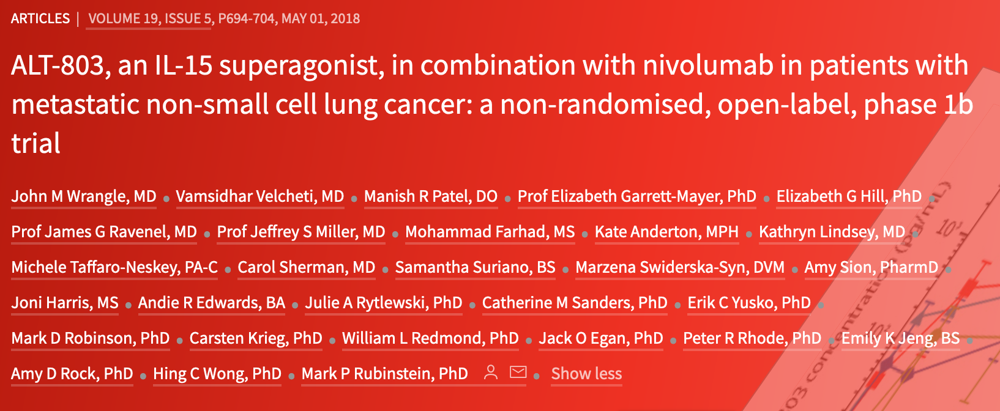 ARTICLES | VOLUME 19, ISSUE 5, P694-704, MAY 01, 2018
ALT-803, an IL-15 superagonist, in combination with nivolumab in patients with
metastatic non-small cell lung cancer: a non-randomised, open-label, phase 1b
trial
John M Wrangle, MD • Vamsidhar Velcheti, MD • Manish R Patel, DO • Prof Elizabeth Garrett-Mayer, PhD • Elizabeth G Hill, PhD •
Prof James G Ravenel, MD • Prof Jeffrey S Miller, MD • Mohammad Farhad, MS • Kate Anderton, MPH • Kathryn Lindsey, MD •
Michele Taffaro-Neskey, PA-C • Carol Sherman, MD • Samantha Suriano, BS • Marzena Swiderska-Syn, DVM • Amy Sion, PharmD •
Joni Harris, MS • Andie R Edwards, BA • Julie A Rytlewski, PhD • Catherine M Sanders, PhD • Erik C Yusko, PhD •
Mark D Robinson, PhD • Carsten Krieg, PhD • William L Redmond, PhD • Jack O Egan, PhD • Peter R Rhode, PhD • Emily K Jeng, BS •
Amy D Rock, PhD • Hing C Wong, PhD • Mark P Rubinstein, PhD • Show less
803 concentration (pg/mL)
10³